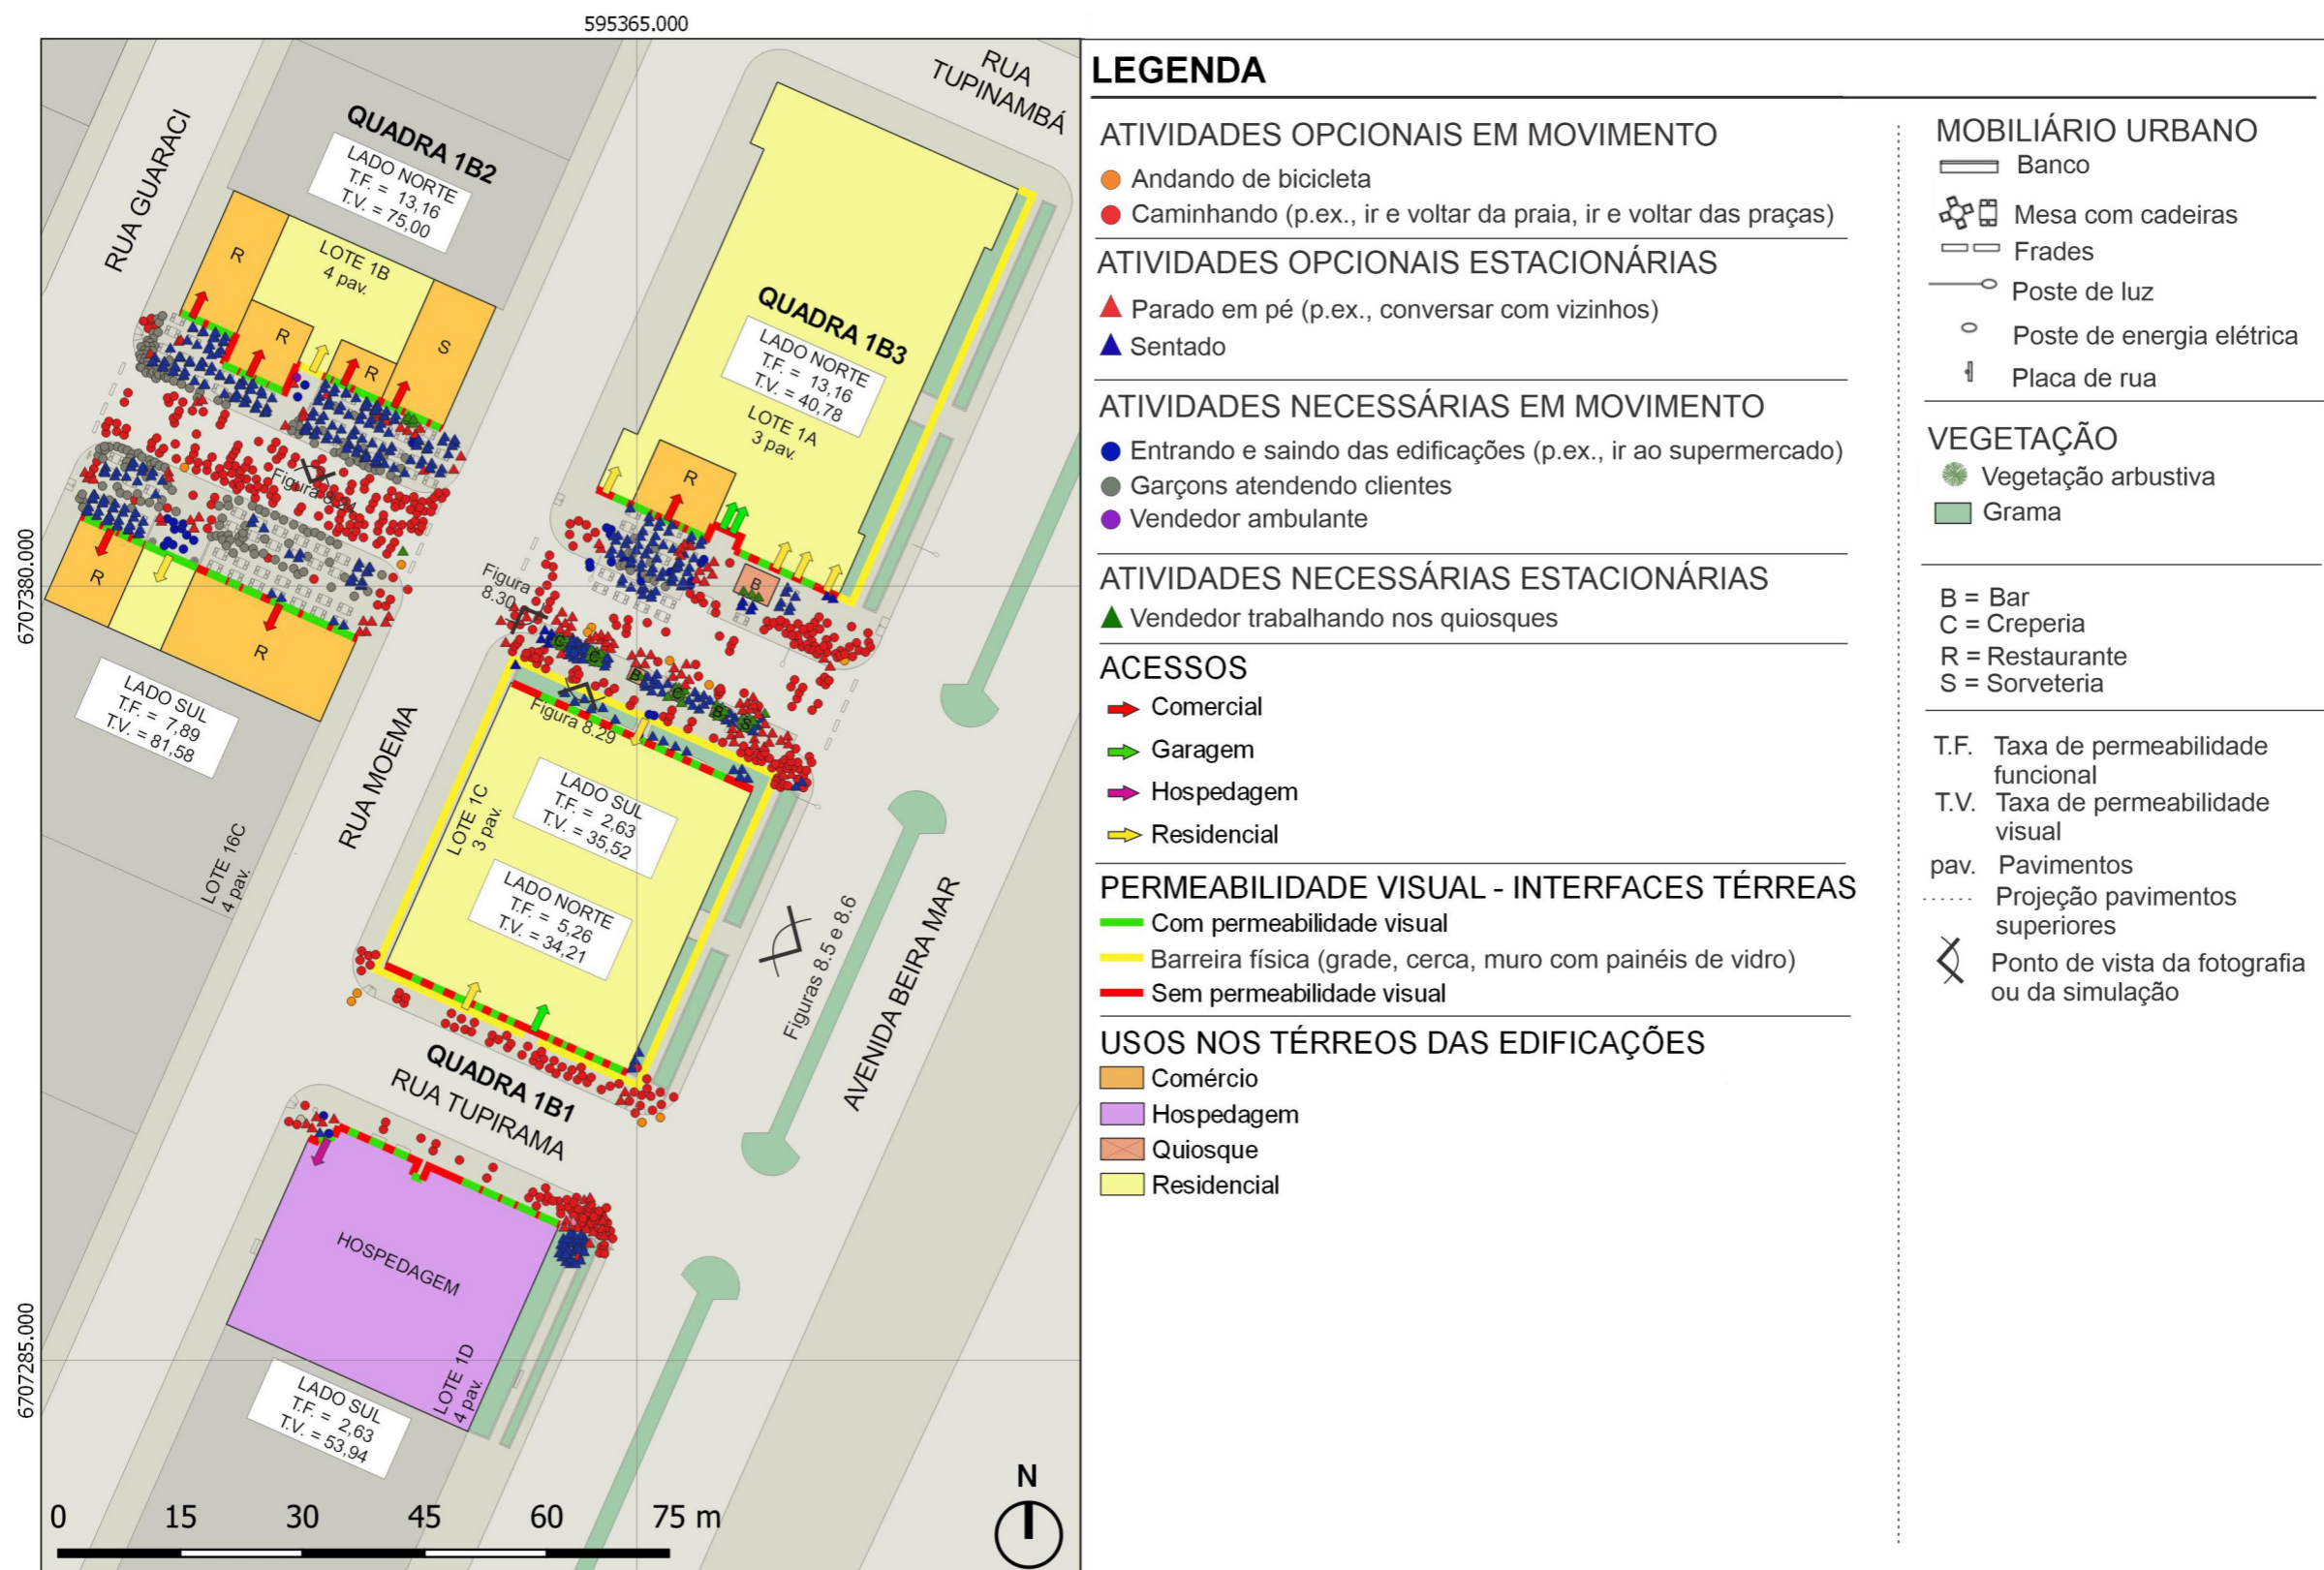 595365.000
6707380.000
6707285.000
RUA GUARACI
QUADRA 1B2
LADO NORTE
T.F. = 13,16
T.V. = 75,00
RUA
TUPINAMBÁ
R
LOTE 1B
4 pav.
R
R
S
QUADRA 1B3
LADO NORTE
T.F. = 13,16
T.V. = 40,78
LOTE 1A
3 pav.
R
B
R
R
LADO SUL
T.F. = 7,89
T.V. = 81,58
Figura
8.30
C
C
B
C
B
S
Figura 8.29
RUA MOEMA
LOTE 1C
3 pav.
LADO SUL
T.F. = 2,63
T.V. = 35,52
LADO NORTE
T.F. = 5,26
T.V. = 34,21
LOTE 16C
4 pav.
Figuras 8.5 e 8.6
AVENIDA BEIRA MAR
QUADRA 1B1
RUA TUPIRAMA
HOSPEDAGEM
LOTE 1D
4 pav.
LADO SUL
T.F. = 2,63
T.V. = 53,94
N
0 15 30 45 60 75 m
LEGENDA
ATIVIDADES OPCIONAIS EM MOVIMENTO
Andando de bicicleta
Caminhando (p.ex., ir e voltar da praia, ir e voltar das praças)
ATIVIDADES OPCIONAIS ESTACIONÁRIAS
Parado em pé (p.ex., conversar com vizinhos)
Sentado
ATIVIDADES NECESSÁRIAS EM MOVIMENTO
Entrando e saindo das edificações (p.ex., ir ao supermercado)
Garçons atendendo clientes
Vendedor ambulante
ATIVIDADES NECESSÁRIAS ESTACIONÁRIAS
Vendedor trabalhando nos quiosques
ACESSOS
Comercial
Garagem
Hospedagem
Residencial
PERMEABILIDADE VISUAL - INTERFACES TÉRREAS
Com permeabilidade visual
Barreira física (grade, cerca, muro com painéis de vidro)
Sem permeabilidade visual
USOS NOS TÉRREOS DAS EDIFICAÇÕES
Comércio
Hospedagem
Quiosque
Residencial
MOBILIÁRIO URBANO
Banco
Mesa com cadeiras
Frades
Poste de luz
Poste de energia elétrica
Placa de rua
VEGETAÇÃO
Vegetação arbustiva
Grama
B = Bar
C = Creperia
R = Restaurante
S = Sorveteria
T.F. Taxa de permeabilidade
funcional
T.V. Taxa de permeabilidade
visual
pav. Pavimentos
Projeção pavimentos
superiores
Ponto de vista da fotografia
ou da simulação